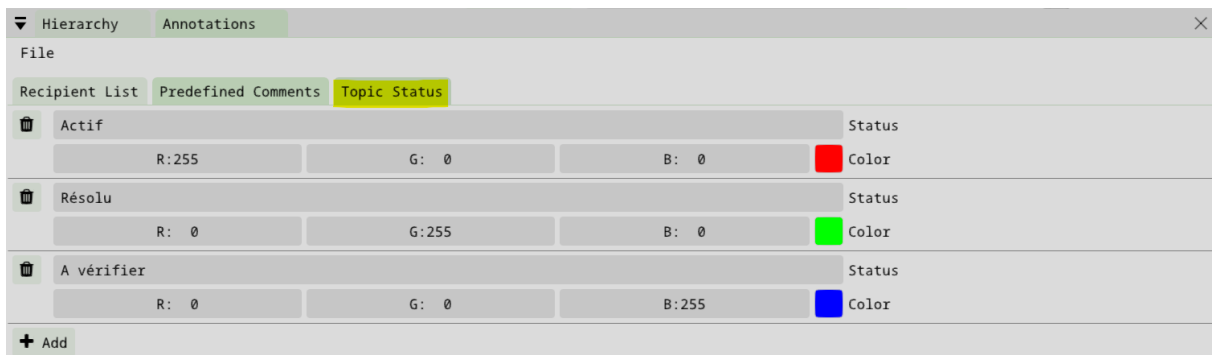 Hierarchy Annotations
File
Recipient List Predefined Comments Topic Status
Actif Status
R:255 G: 0 B: 0 Color
Résolu Status
R: 0 G:255 B: 0 Color
A vérifier Status
R: 0 G: 0 B:255 Color
Add